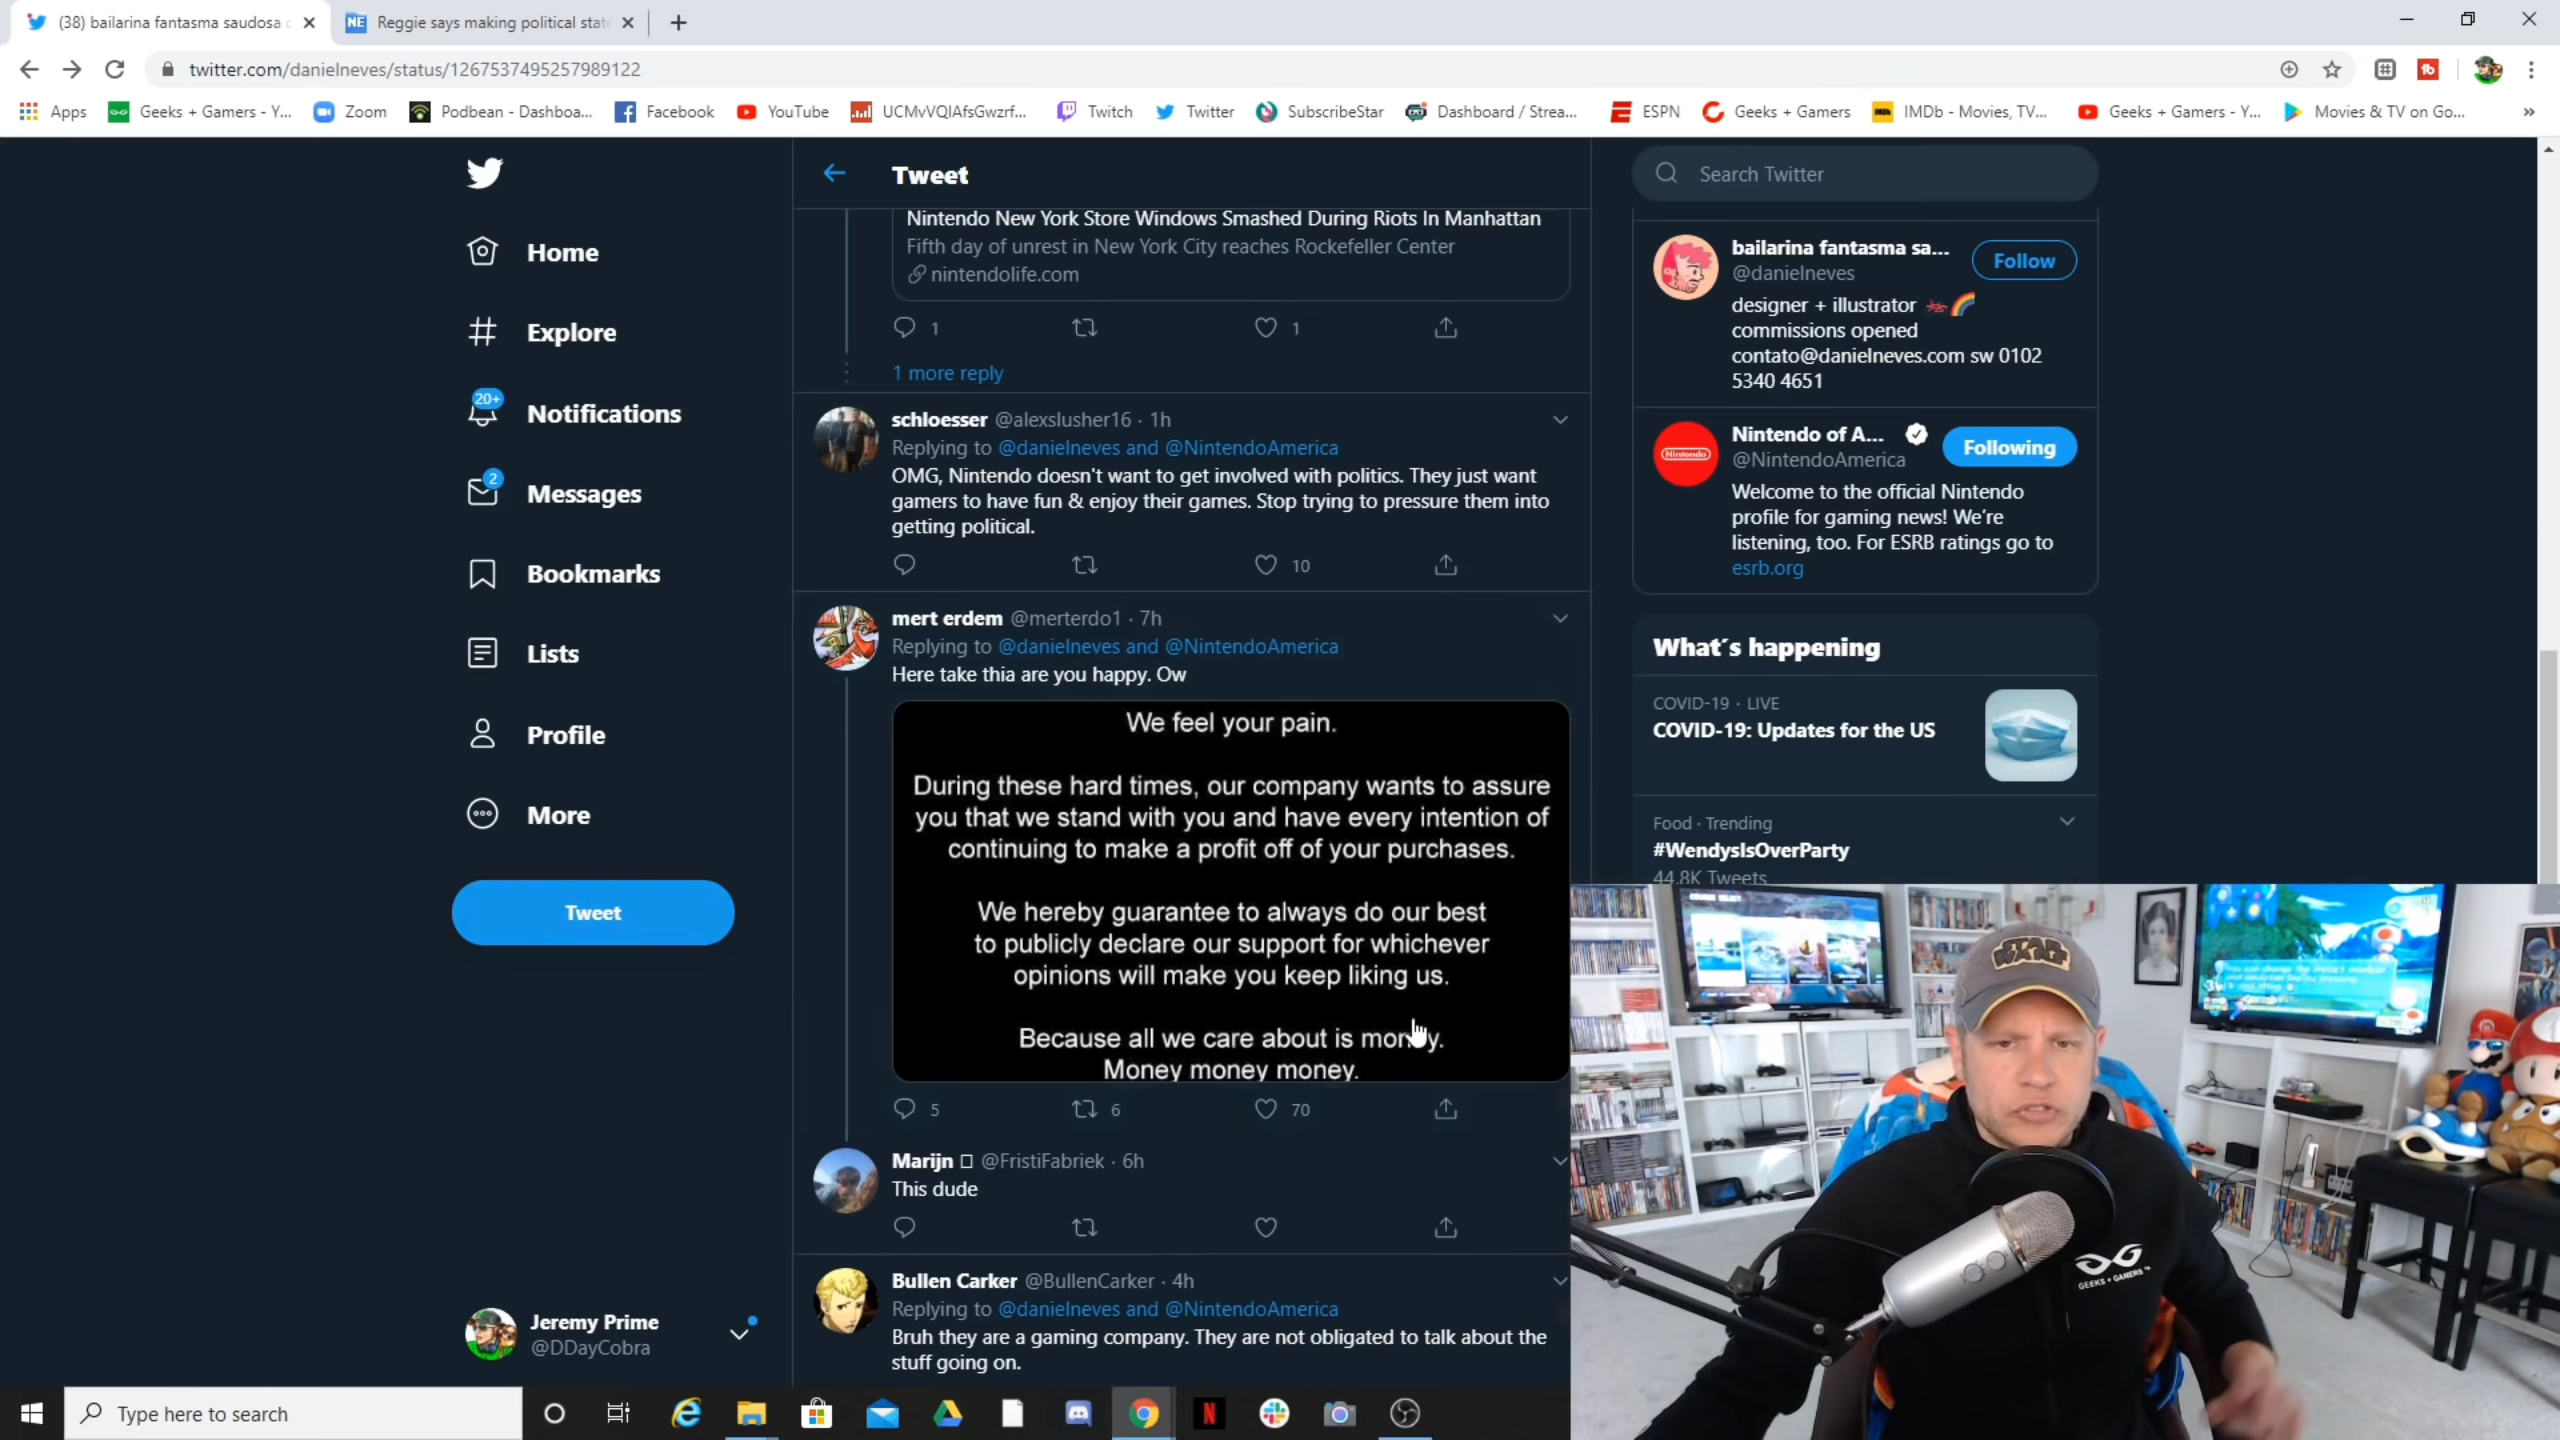 (38) bailarina fantasma saudosa
Reggie says making political stat
twitter.com/danielneves/status/1267537495257989122
Apps
Geeks + Gamers - Y...
Zoom
Podbean - Dashboa...
Facebook
YouTube
UCMvVQIAfsGwzrf...
Twitch
Twitter
SubscribeStar
Dashboard / Strea...
ESPN
Geeks + Gamers
IMDb - Movies, TV...
Geeks + Gamers - Y...
Movies & TV on Go...
Home
Explore
20+
Notifications
2
Messages
Bookmarks
Lists
Profile
More
Tweet
Jeremy Prime
@DDayCobra
Tweet
Nintendo New York Store Windows Smashed During Riots In Manhattan
Fifth day of unrest in New York City reaches Rockefeller Center
nintendolife.com
1
1
1 more reply
schloesser @alexslusher16 · 1h
Replying to @danielneves and @NintendoAmerica
OMG, Nintendo doesn't want to get involved with politics. They just want
gamers to have fun & enjoy their games. Stop trying to pressure them into
getting political.
10
mert erdem @merterdo1 · 7h
Replying to @danielneves and @NintendoAmerica
Here take thia are you happy. Ow
We feel your pain.
During these hard times, our company wants to assure
you that we stand with you and have every intention of
continuing to make a profit off of your purchases.
We hereby guarantee to always do our best
to publicly declare our support for whichever
opinions will make you keep liking us.
Because all we care about is money.
Money money money.
5
6
70
Marijn @FristiFabriek · 6h
This dude
Bullen Carker @BullenCarker · 4h
Replying to @danielneves and @NintendoAmerica
Bruh they are a gaming company. They are not obligated to talk about the
stuff going on.
Search Twitter
bailarina fantasma sa...
@danielneves
Follow
designer + illustrator
commissions opened
contato@danielneves.com sw 0102
5340 4651
Nintendo
Nintendo of A...
@NintendoAmerica
Following
Welcome to the official Nintendo
profile for gaming news! We're
listening, too. For ESRB ratings go to
esrb.org
What's happening
COVID-19 · LIVE
COVID-19: Updates for the US
Food · Trending
#WendysIsOverParty
44.8K Tweets
STAR WARS
GEEKS + GAMERS
Type here to search